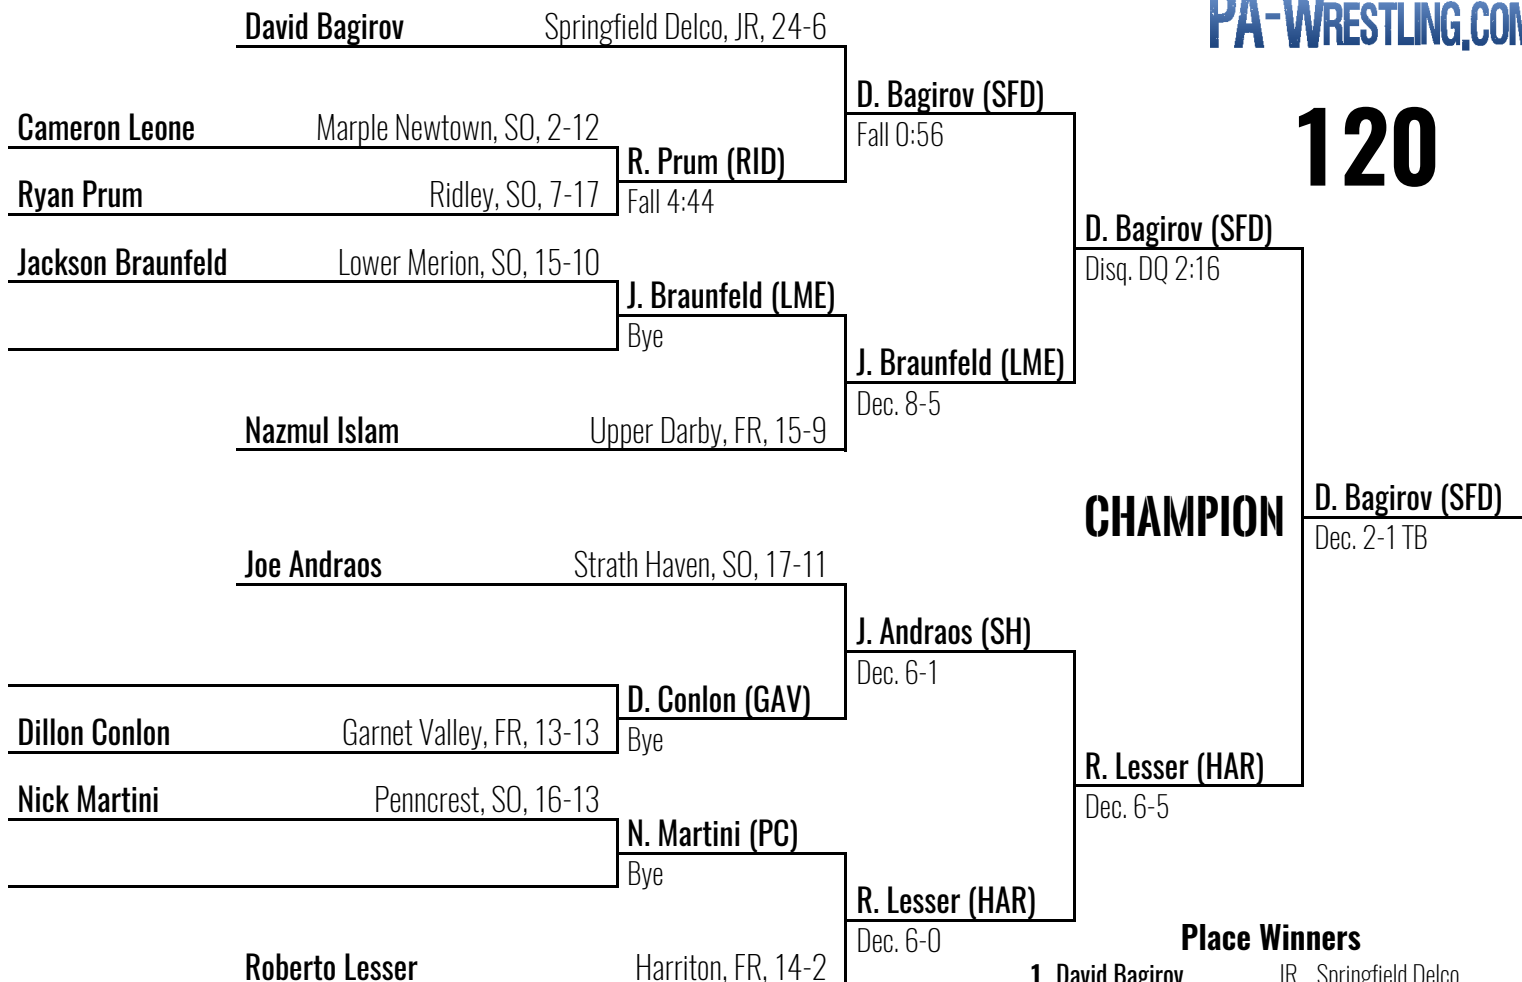 PA-WRESTLING.COM
120
David Bagirov Springfield Delco, JR, 24-6
D. Bagirov (SFD)
Fall 0:56
Cameron Leone Marple Newtown, SO, 2-12
R. Prum (RID)
Fall 4:44
Ryan Prum Ridley, SO, 7-17
D. Bagirov (SFD)
Disq. DQ 2:16
Jackson Braunfeld Lower Merion, SO, 15-10
J. Braunfeld (LME)
Bye
J. Braunfeld (LME)
Dec. 8-5
Nazmul Islam Upper Darby, FR, 15-9
CHAMPION
D. Bagirov (SFD)
Dec. 2-1 TB
Joe Andraos Strath Haven, SO, 17-11
J. Andraos (SH)
Dec. 6-1
D. Conlon (GAV)
Bye
Dillon Conlon Garnet Valley, FR, 13-13
R. Lesser (HAR)
Dec. 6-5
Nick Martini Penncrest, SO, 16-13
N. Martini (PC)
Bye
R. Lesser (HAR)
Dec. 6-0
Roberto Lesser Harriton, FR, 14-2
Place Winners
1 David Bagirov JR Springfield Delco